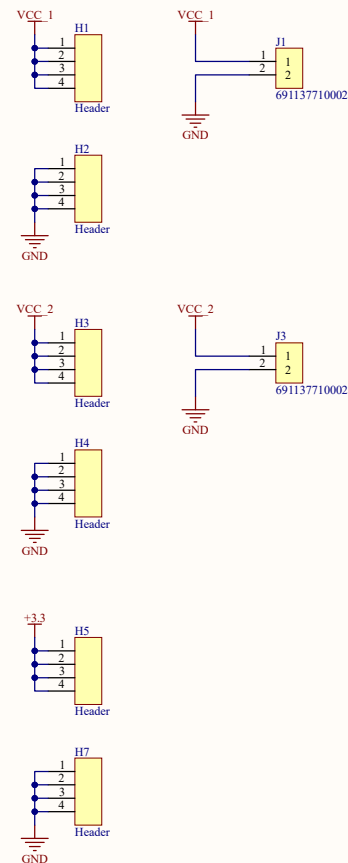 VCC_1
H1
1
2
3
4
Header
VCC_1
J1
1 1
2 2
691137710002
GND
H2
1
2
3
4
Header
GND
VCC_2
H3
1
2
3
4
Header
VCC_2
J3
1 1
2 2
691137710002
GND
H4
1
2
3
4
Header
GND
+3.3
H5
1
2
3
4
Header
H7
1
2
3
4
Header
GND